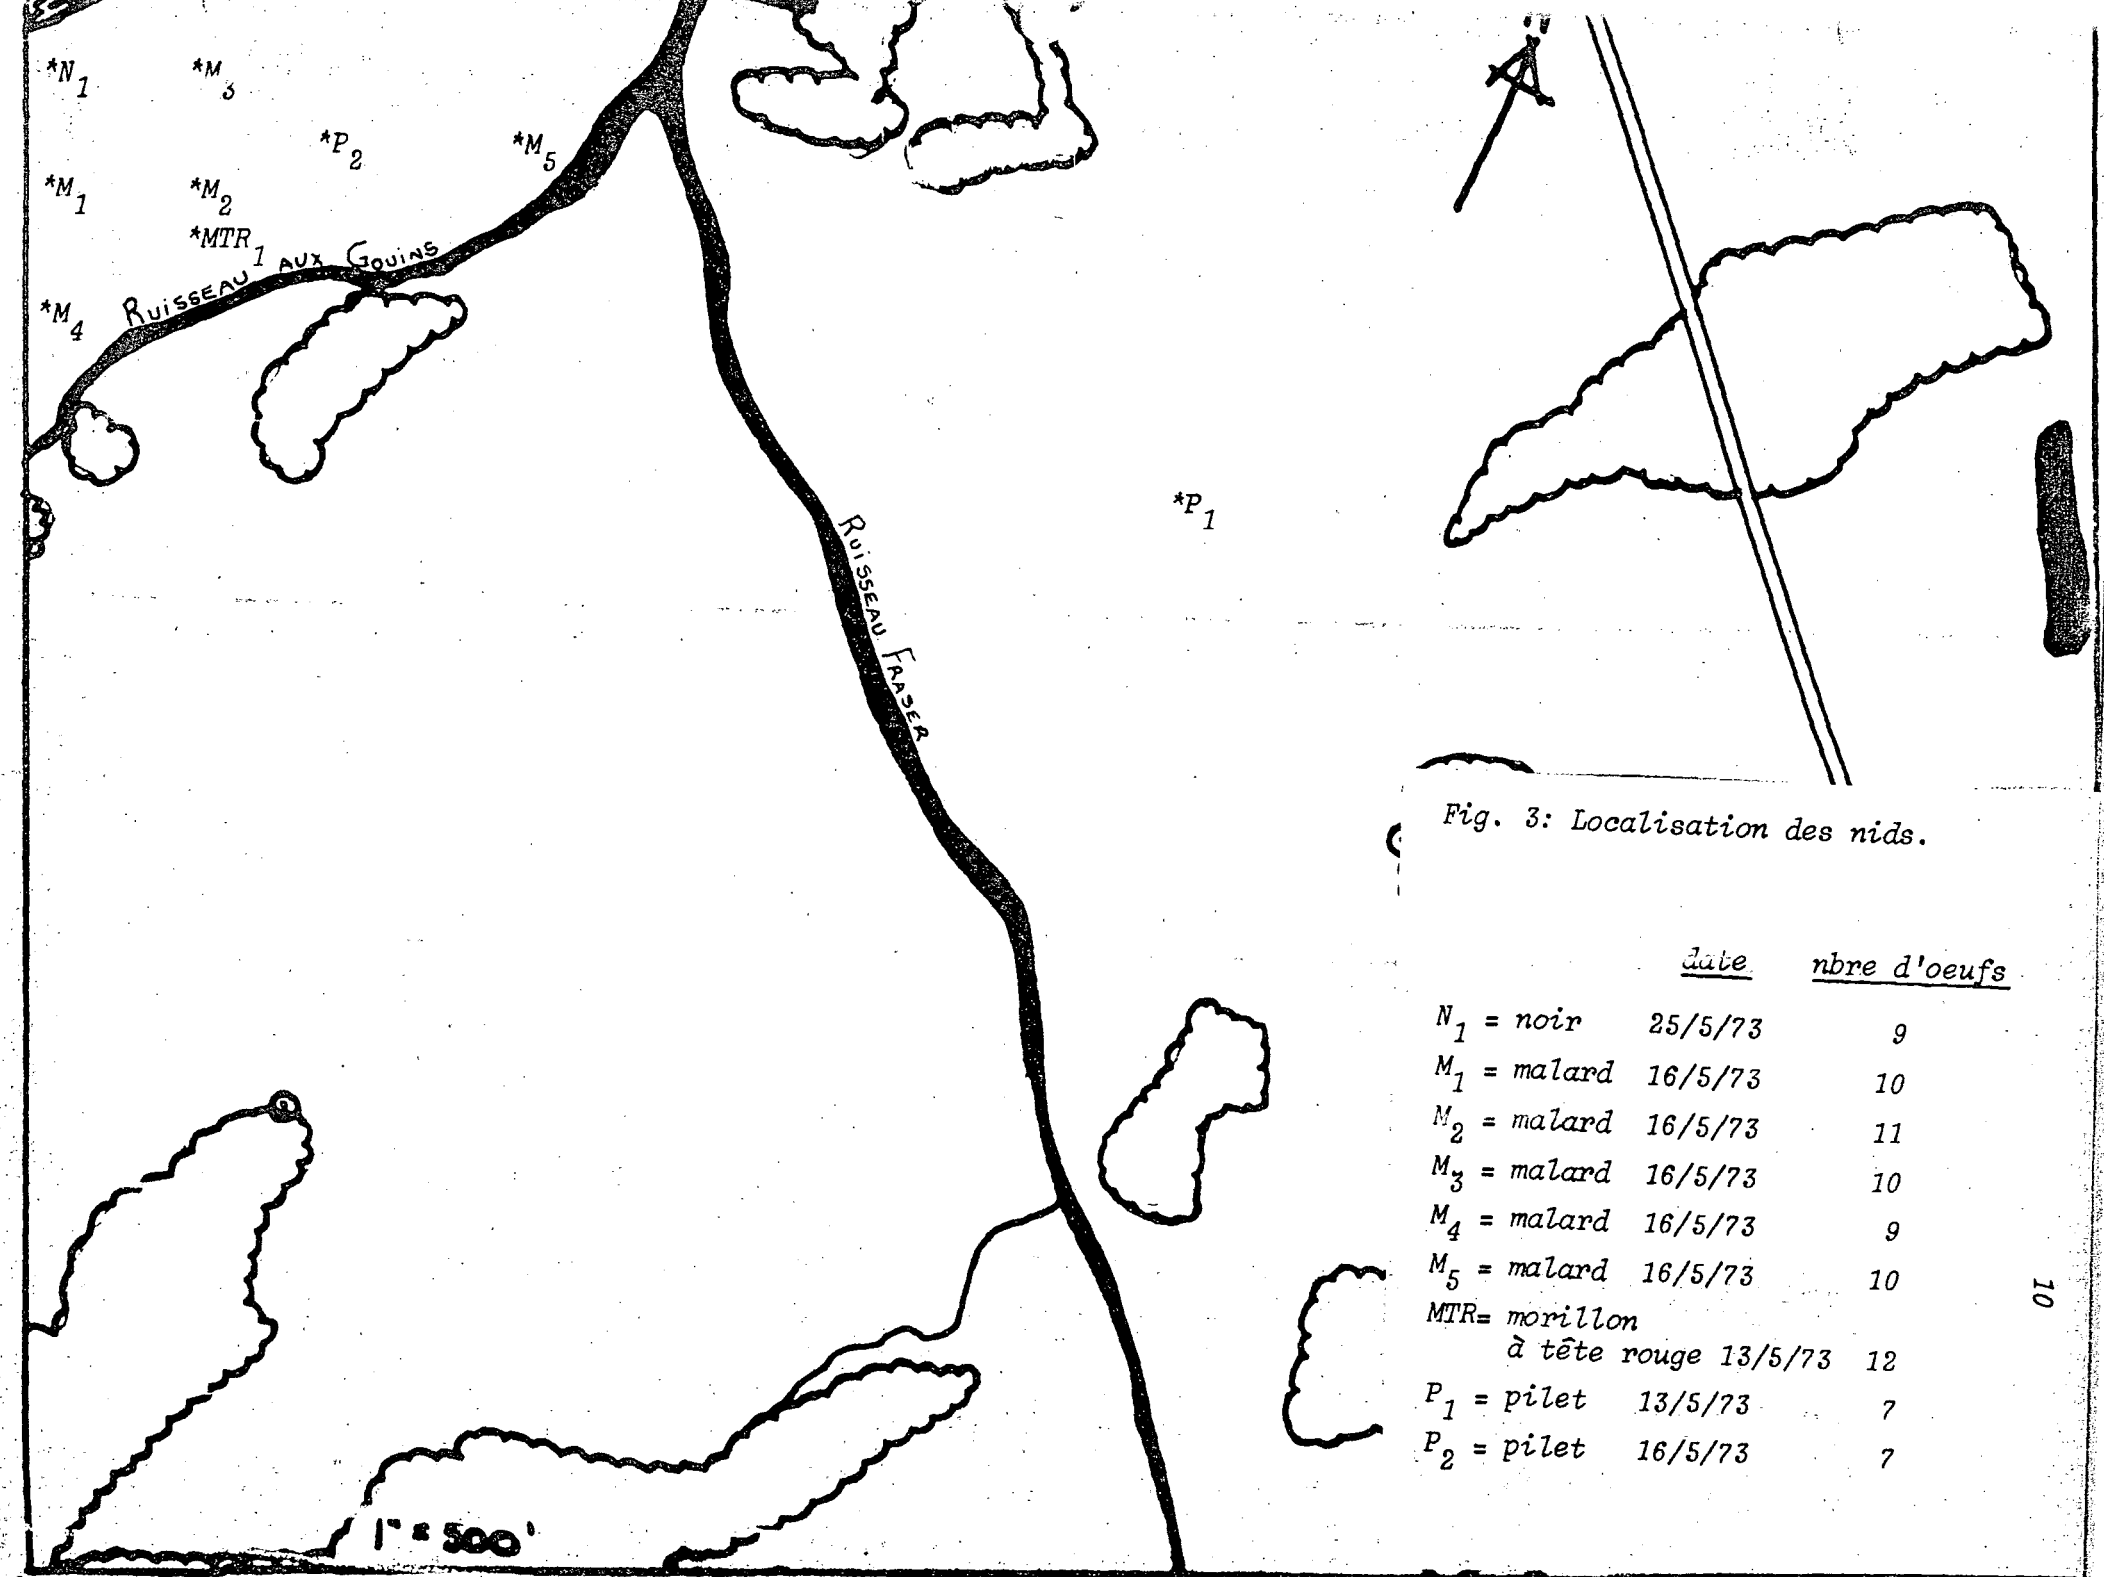 *N1 *M3
*P2 *M5
*M1 *M2
*MTR1
RUISSEAU AUX GOUINS
*M4
*P1
RUISSEAU FRASER
Fig. 3: Localisation des nids.
date nbre d'oeufs
N1 = noir 25/5/73 9
M1 = malard 16/5/73 10
M2 = malard 16/5/73 11
M3 = malard 16/5/73 10
M4 = malard 16/5/73 9
M5 = malard 16/5/73 10
MTR= morillon
à tête rouge 13/5/73 12
P1 = pilet 13/5/73 7
P2 = pilet 16/5/73 7
10
1" = 500'